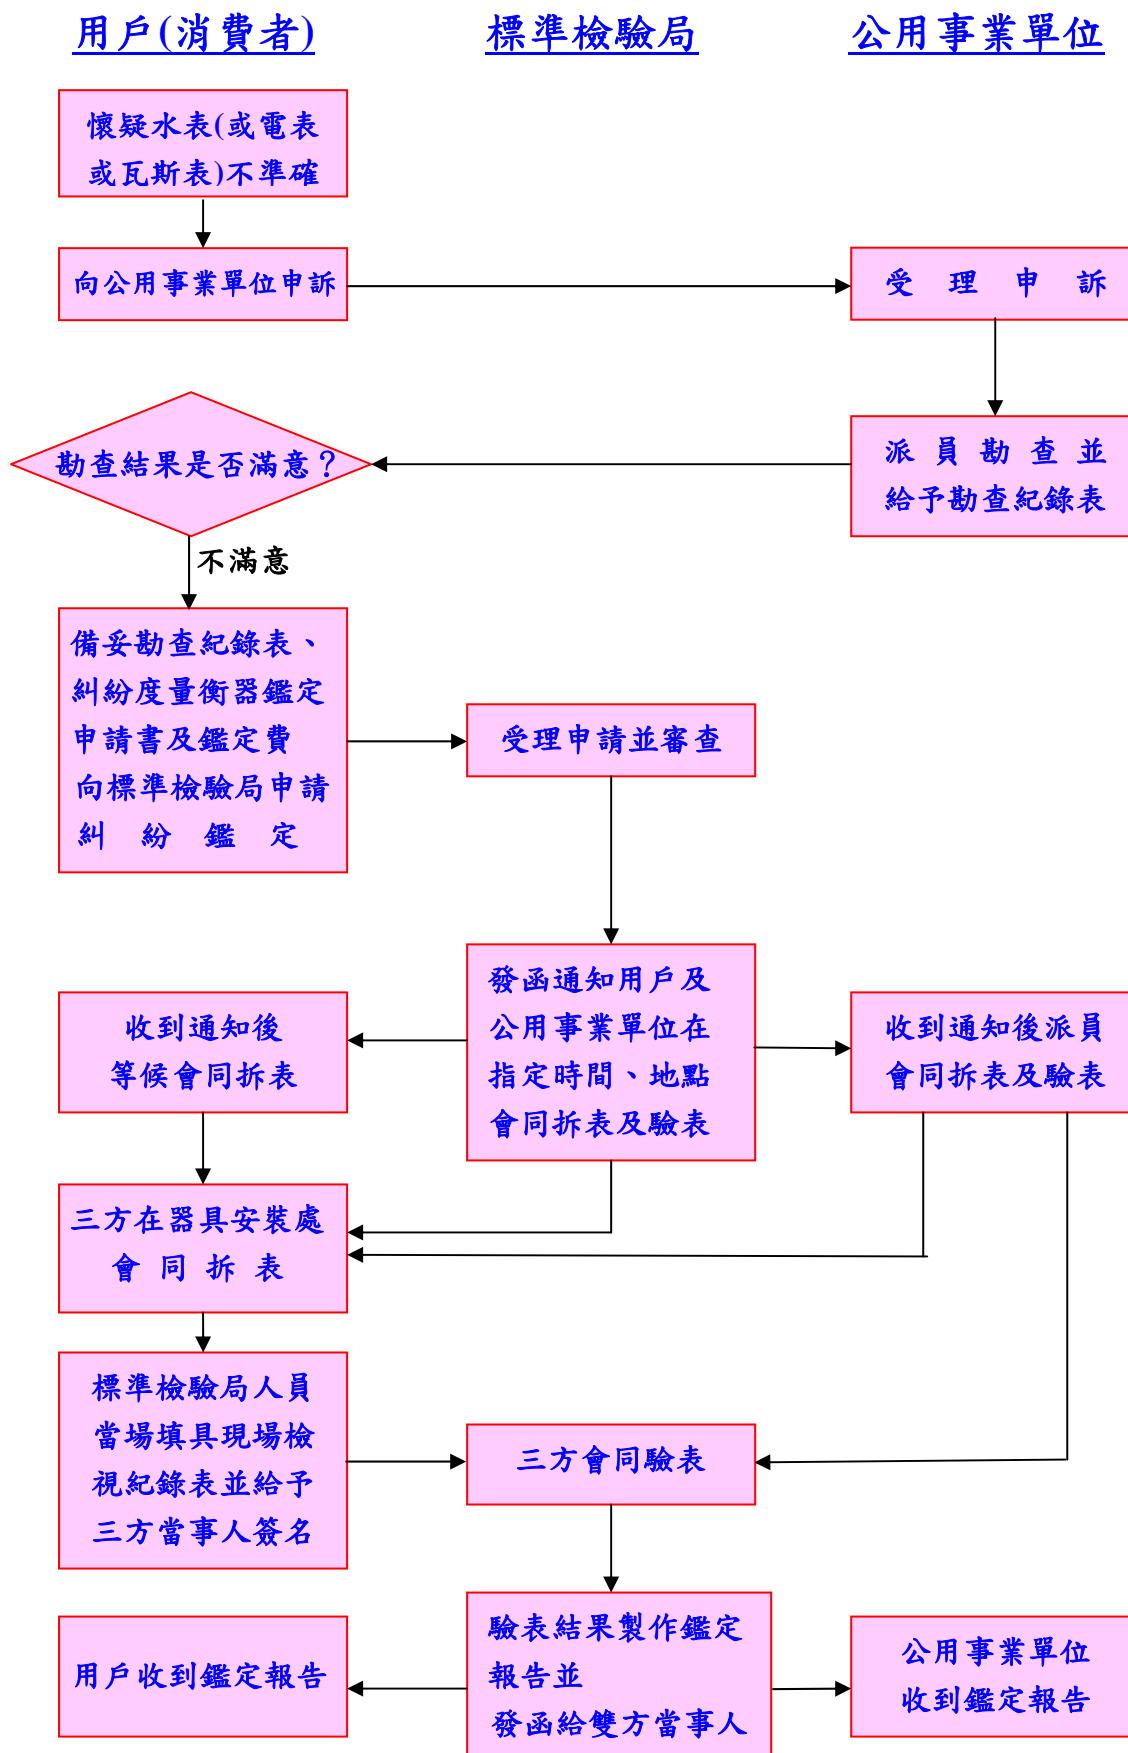 用戶(消費者)
標準檢驗局
公用事業單位
懷疑水表(或電表
或瓦斯表)不準確
向公用事業單位申訴
受理申訴
派員勘查並
給予勘查紀錄表
勘查結果是否滿意？
不滿意
備妥勘查紀錄表、
糾紛度量衡器鑑定
申請書及鑑定費
向標準檢驗局申請
糾紛鑑定
受理申請並審查
發函通知用戶及
公用事業單位在
指定時間、地點
會同拆表及驗表
收到通知後
等候會同拆表
收到通知後派員
會同拆表及驗表
三方在器具安裝處
會同拆表
標準檢驗局人員
當場填具現場檢
視紀錄表並給予
三方當事人簽名
三方會同驗表
驗表結果製作鑑定
報告並
發函給雙方當事人
用戶收到鑑定報告
公用事業單位
收到鑑定報告